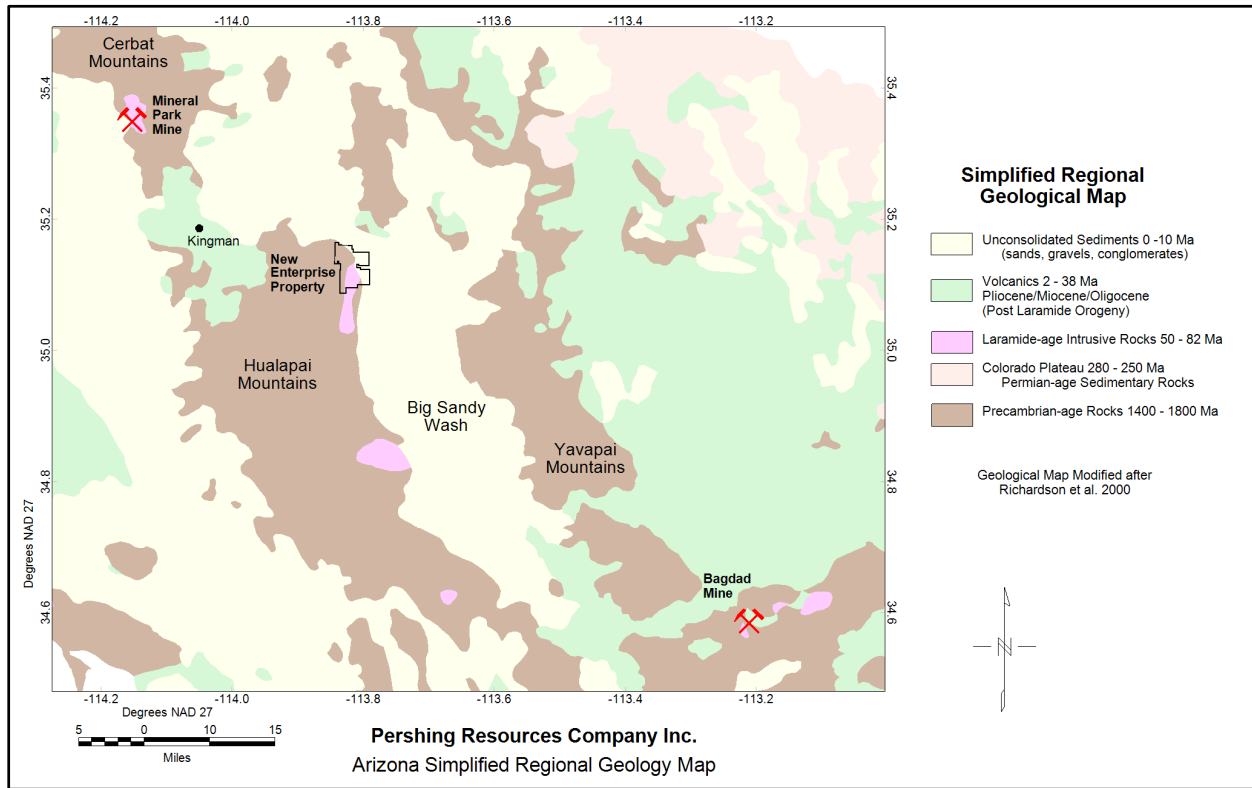 -114.2 -114.0 -113.8 -113.6 -113.4 -113.2
Cerbat
Mountains
35.4
35.4
Mineral
Park
Mine
35.2
35.2
Kingman
New
Enterprise
Property
35.0
35.0
Hualapai
Mountains
Big Sandy
Wash
Yavapai
Mountains
34.8
34.8
Degrees NAD 27
Bagdad
Mine
34.6
34.6
-114.2 -114.0 -113.8 -113.6 -113.4 -113.2
Degrees NAD 27
5 0 10 15
Miles
Pershing Resources Company Inc.
Arizona Simplified Regional Geology Map
Simplified Regional
Geological Map
Unconsolidated Sediments 0 -10 Ma
(sands, gravels, conglomerates)
Volcanics 2 - 38 Ma
Pliocene/Miocene/Oligocene
(Post Laramide Orogeny)
Laramide-age Intrusive Rocks 50 - 82 Ma
Colorado Plateau 280 - 250 Ma
Permian-age Sedimentary Rocks
Precambrian-age Rocks 1400 - 1800 Ma
Geological Map Modified after
Richardson et al. 2000
N